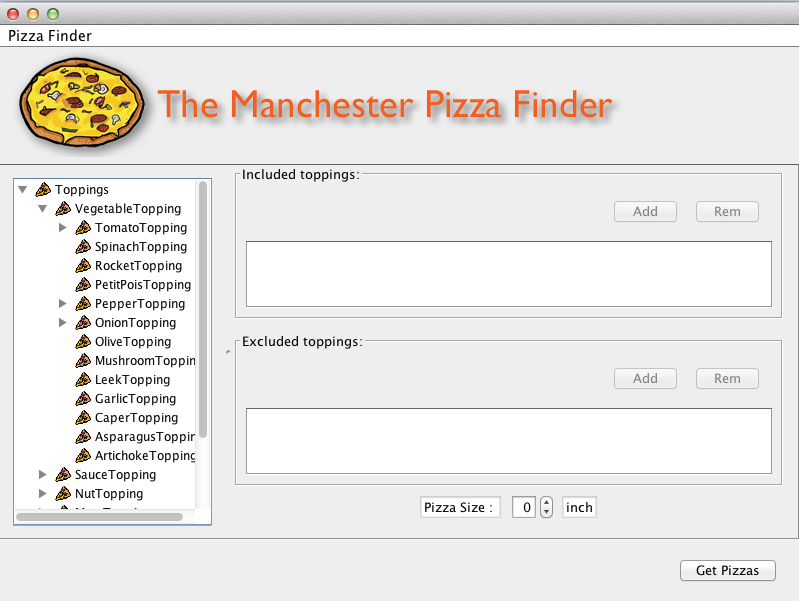 Pizza Finder
The Manchester Pizza Finder
Toppings
VegetableTopping
TomatoTopping
SpinachTopping
RocketTopping
PetitPoisTopping
PepperTopping
OnionTopping
OliveTopping
MushroomToppin
LeekTopping
GarlicTopping
CaperTopping
AsparagusToppin
ArtichokeTopping
SauceTopping
NutTopping
Included toppings:
Add Rem
Excluded toppings:
Add Rem
Pizza Size : 0 inch
Get Pizzas